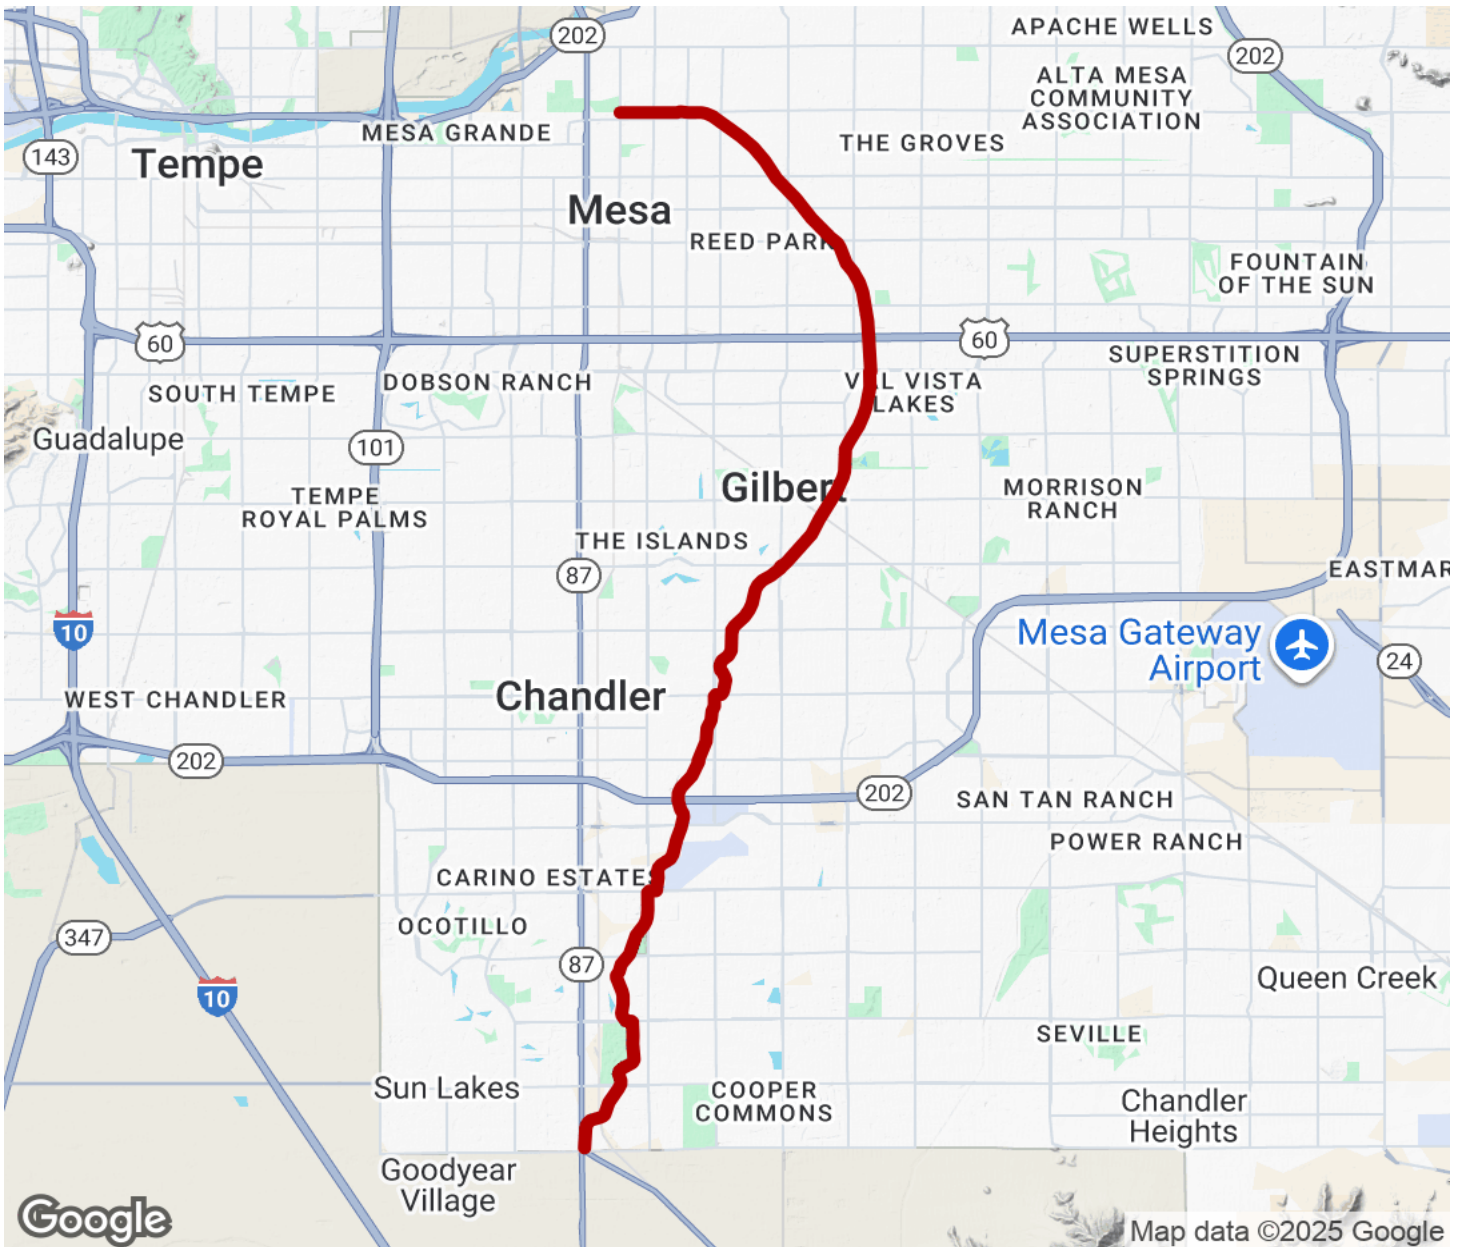 202
APACHE WELLS
202
ALTA MESA
COMMUNITY
ASSOCIATION
MESA GRANDE
THE GROVES
143
Tempe
Mesa
REED PARK
FOUNTAIN
OF THE SUN
60
60
SUPERSTITION
SPRINGS
SOUTH TEMPE
DOBSON RANCH
VAL VISTA
LAKES
Guadalupe
101
Gilbert
MORRISON
RANCH
TEMPE
ROYAL PALMS
THE ISLANDS
87
EASTMAR
10
Mesa Gateway
Airport
24
WEST CHANDLER
Chandler
202
202
SAN TAN RANCH
POWER RANCH
CARINO ESTATES
OCOTILLO
347
87
10
Queen Creek
SEVILLE
Sun Lakes
COOPER
COMMONS
Chandler
Heights
Goodyear
Village
Google
Map data ©2025 Google